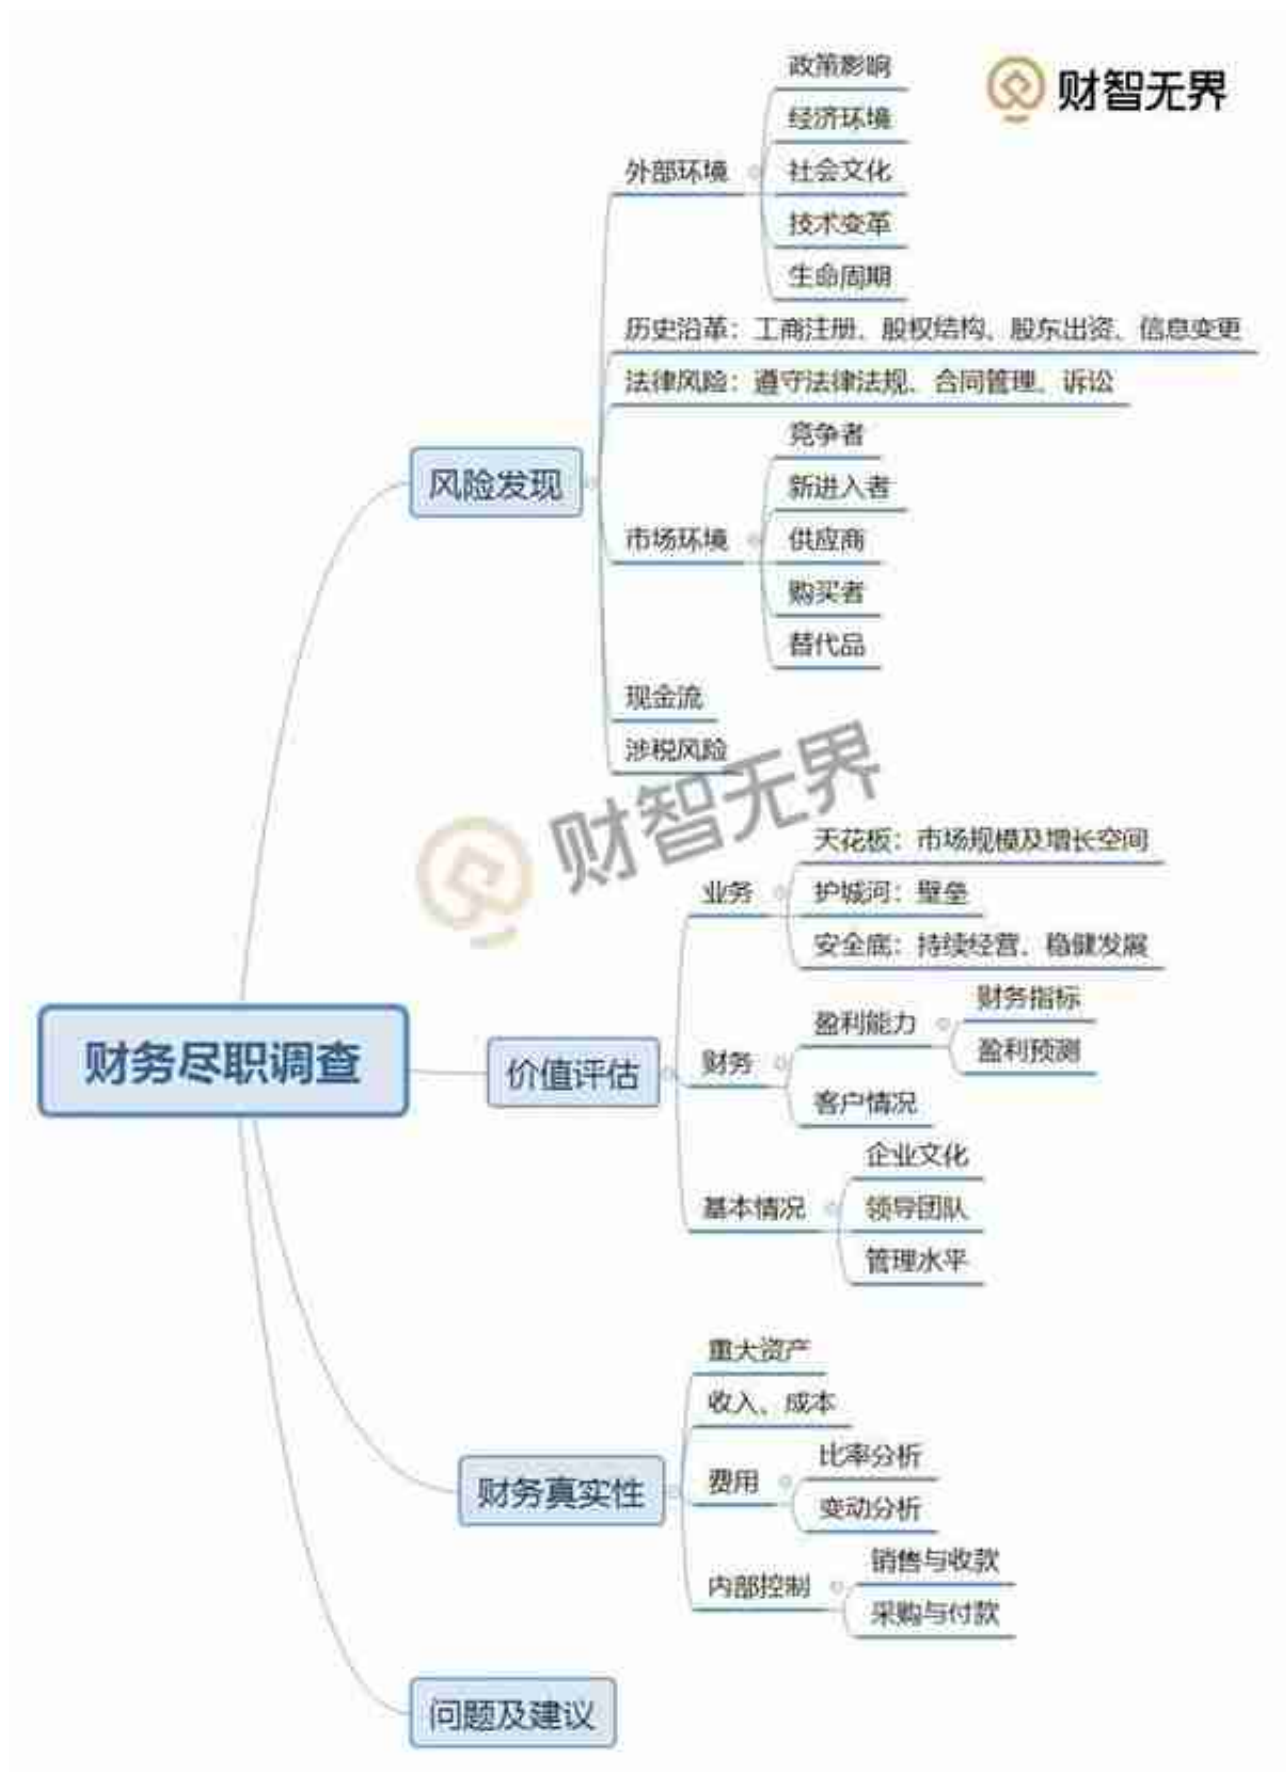 财智无界
政策影响
经济环境
外部环境
社会文化
技术变革
生命周期
历史沿革：工商注册、股权结构、股东出资、信息变更
法律风险：遵守法律法规、合同管理、诉讼
竞争者
风险发现
新进入者
市场环境
供应商
购买者
替代品
现金流
涉税风险
财智无界
天花板：市场规模及增长空间
业务
护城河：壁垒
安全底：持续经营、稳健发展
财务指标
盈利能力
财务尽职调查
价值评估
财务
盈利预测
客户情况
企业文化
基本情况
领导团队
管理水平
重大资产
收入、成本
比率分析
财务真实性
费用
变动分析
销售与收款
内部控制
采购与付款
问题及建议